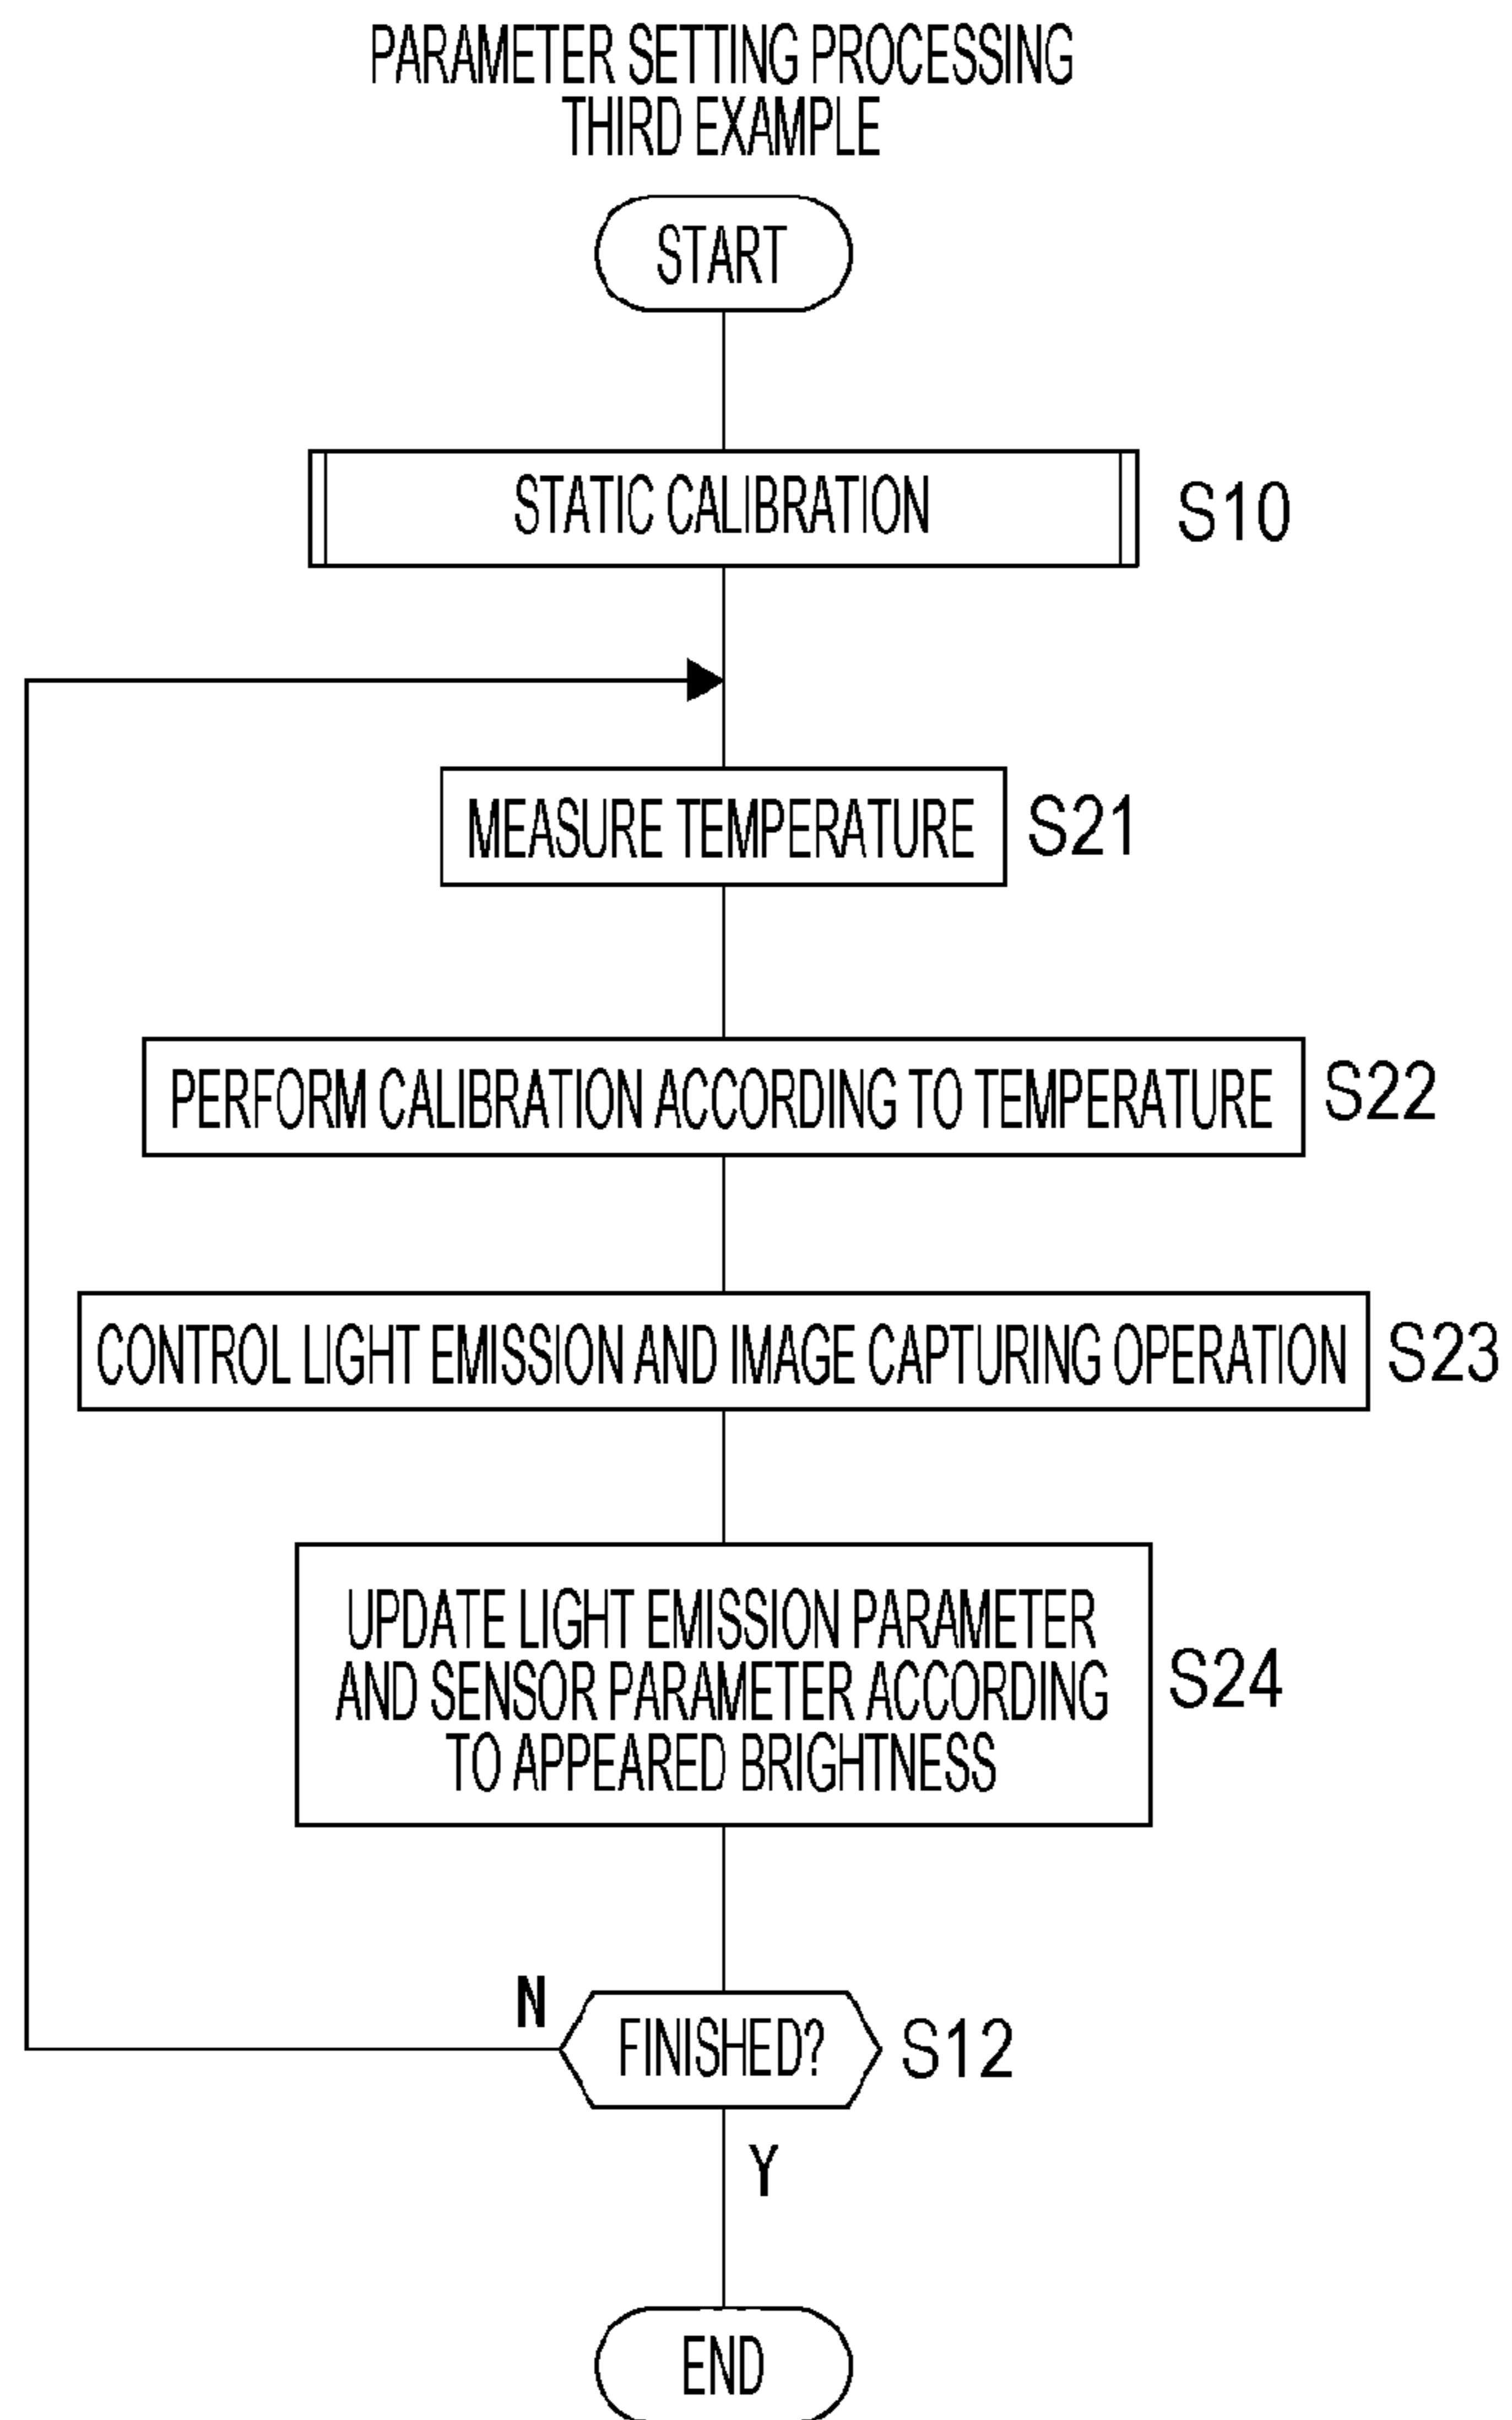 PARAMETER SETTING PROCESSING
THIRD EXAMPLE
START
STATIC CALIBRATION
S10
MEASURE TEMPERATURE
S21
PERFORM CALIBRATION ACCORDING TO TEMPERATURE
S22
CONTROL LIGHT EMISSION AND IMAGE CAPTURING OPERATION
S23
UPDATE LIGHT EMISSION PARAMETER
AND SENSOR PARAMETER ACCORDING
TO APPEARED BRIGHTNESS
S24
N
FINISHED?
S12
Y
END